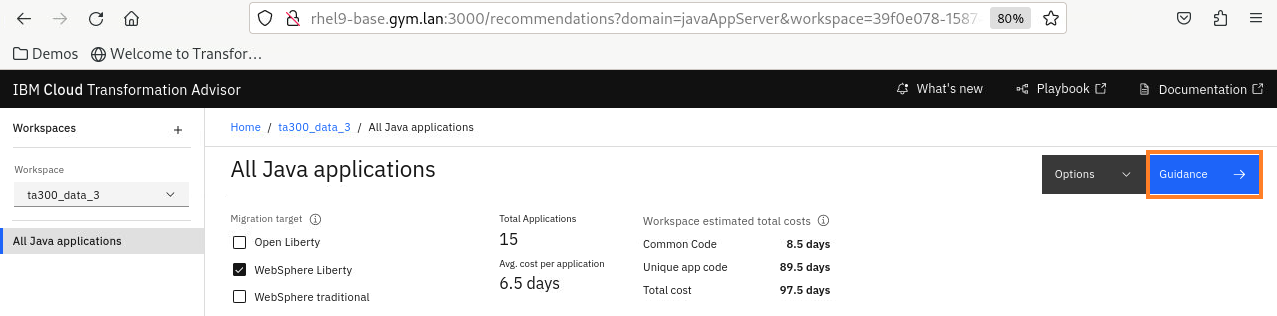 rhel9-base.gym.lan:3000/recommendations?domain=javaAppServer&workspace=39f0e078-1587-
80%
Demos
Welcome to Transfor…
IBM Cloud Transformation Advisor
What's new
Playbook
Documentation
Workspaces
+
Home / ta300_data_3 / All Java applications
Workspace
ta300_data_3
All Java applications
All Java applications
Options
Guidance
Migration target
Open Liberty
WebSphere Liberty
WebSphere traditional
Total Applications
15
Avg. cost per application
6.5 days
Workspace estimated total costs
Common Code 8.5 days
Unique app code 89.5 days
Total cost 97.5 days